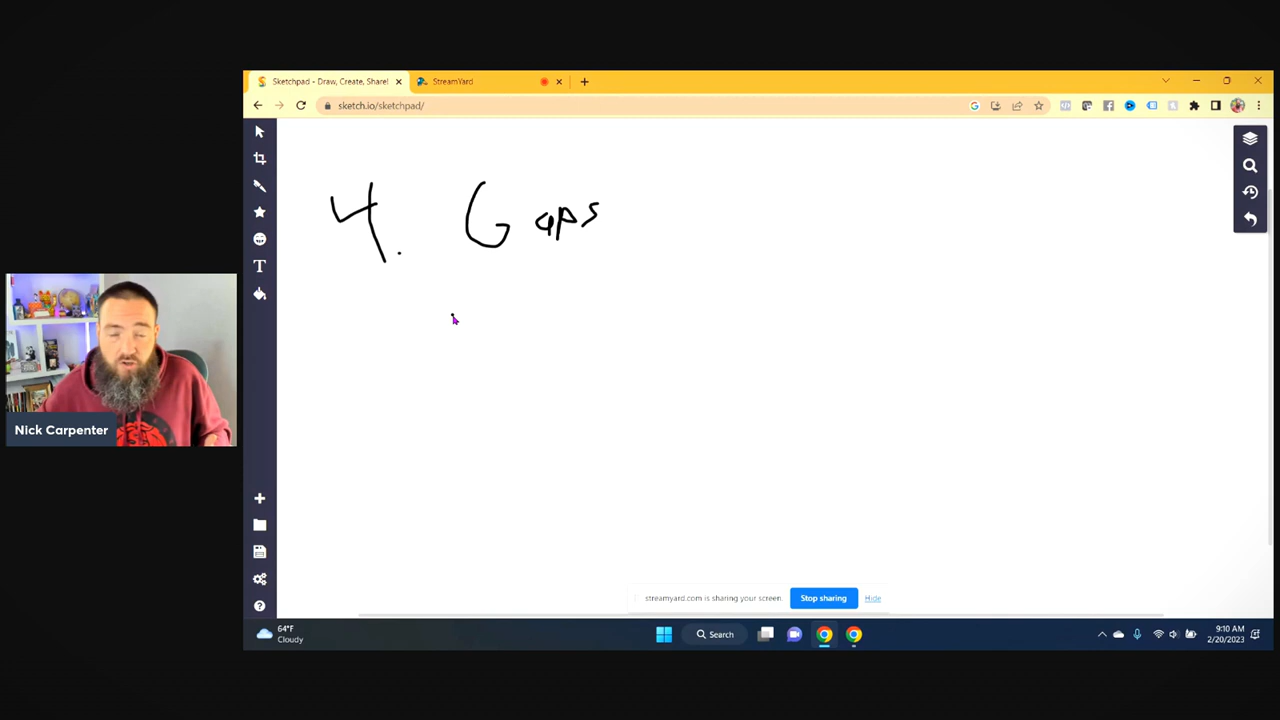 Sketchpad - Draw, Create, Share!
StreamYard
sketch.io/sketchpad/
4. Gaps
T
Nick Carpenter
streamyard.com is sharing your screen.
Stop sharing
Hide
64°F
Cloudy
Search
9:10 AM
2/20/2023